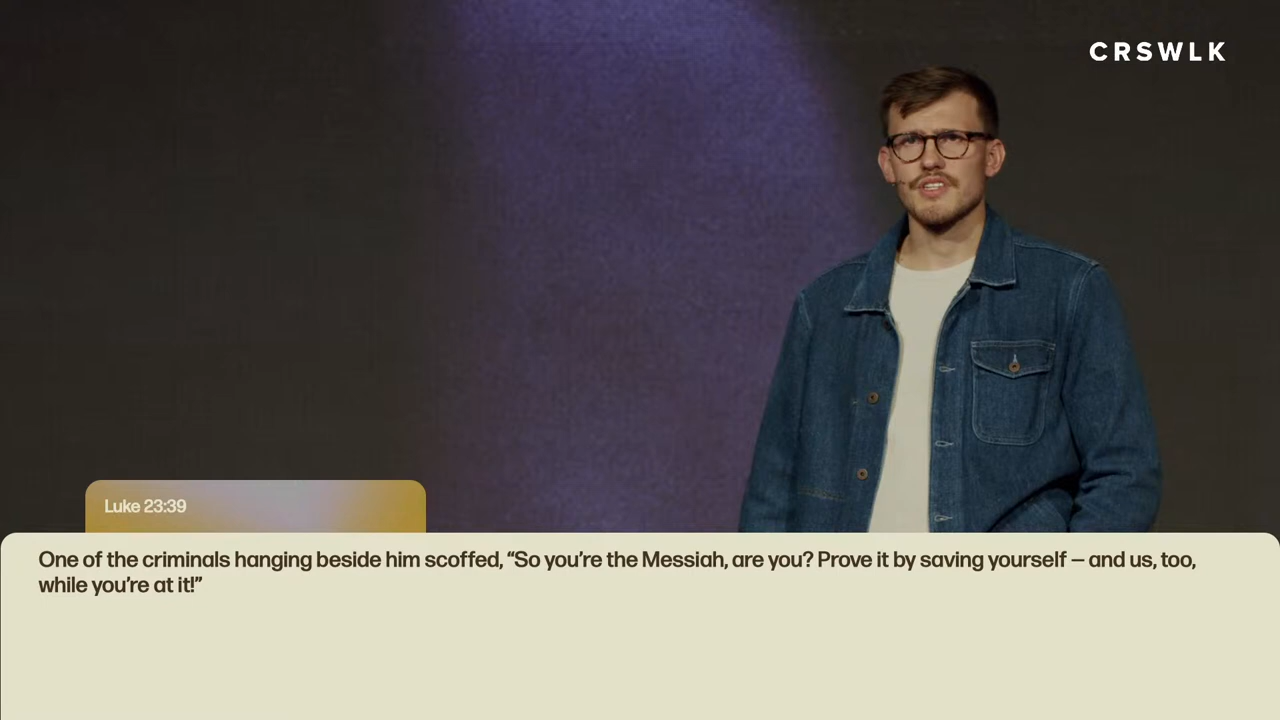 CRSWLK
Luke 23:39
One of the criminals hanging beside him scoffed, “So you’re the Messiah, are you? Prove it by saving yourself – and us, too,
while you’re at it!”